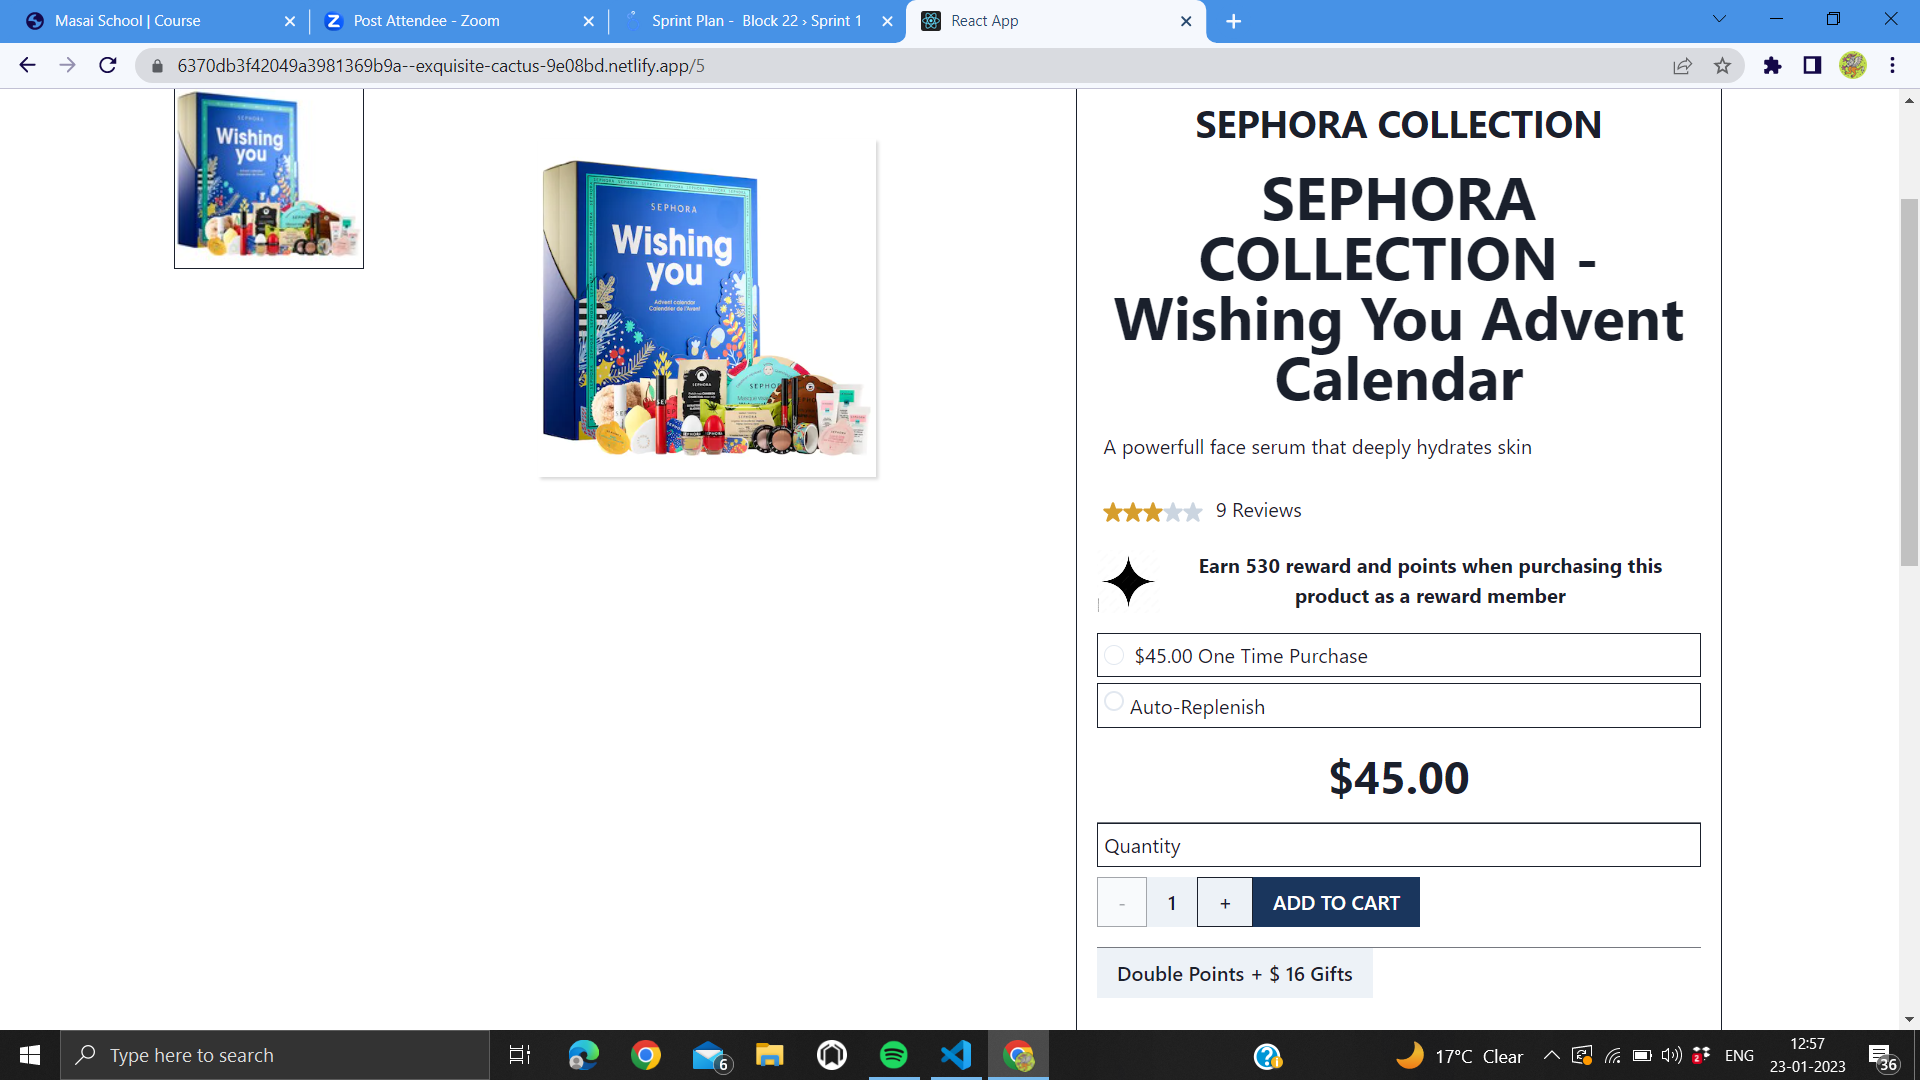 Masai School | Course
Post Attendee - Zoom
Sprint Plan - Block 22 › Sprint 1
React App
6370db3f42049a3981369b9a--exquisite-cactus-9e08bd.netlify.app/5
SEPHORA
Wishing
you
SEPHORA
Wishing
you
Advent calendar
Calendrier de l'Avent
SEPHORA
SEPHORA COLLECTION
SEPHORA
COLLECTION -
Wishing You Advent
Calendar
A powerfull face serum that deeply hydrates skin
9 Reviews
Earn 530 reward and points when purchasing this
product as a reward member
$45.00 One Time Purchase
Auto-Replenish
$45.00
Quantity
- 1 + ADD TO CART
Double Points + $ 16 Gifts
Type here to search
6
17°C Clear
ENG
12:57
23-01-2023
36